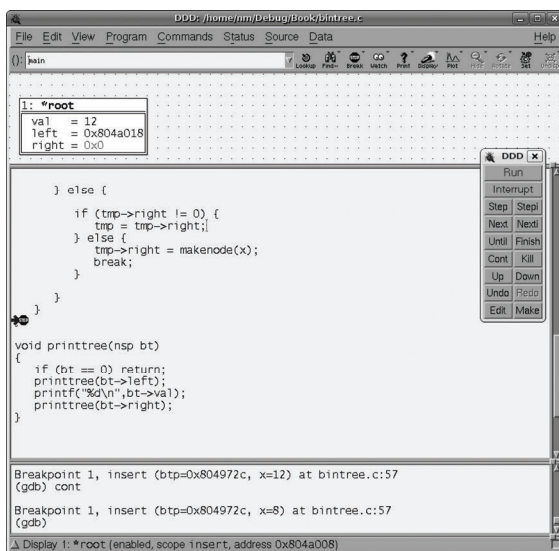 DDD: /home/nm/Debug/Book/bintree.c
File Edit View Program Commands Status Source Data Help
(): main
Lookup Find» Break Watch Print Display Plot Hide Rotate Set Undisp
1: *root
val = 12
left = 0x804a018
right = 0x0
DDD
Run
Interrupt
Step Stepi
Next Nexti
Until Finish
Cont Kill
Up Down
Undo Redo
Edit Make
} else {
if (tmp->right != 0) {
tmp = tmp->right;
} else {
tmp->right = makenode(x);
break;
}
}
}
void printtree(nsp bt)
{
if (bt == 0) return;
printtree(bt->left);
printf("%d\n",bt->val);
printtree(bt->right);
}
Breakpoint 1, insert (btp=0x804972c, x=12) at bintree.c:57
(gdb) cont
Breakpoint 1, insert (btp=0x804972c, x=8) at bintree.c:57
(gdb)
Display 1: *root (enabled, scope insert, address 0x804a008)